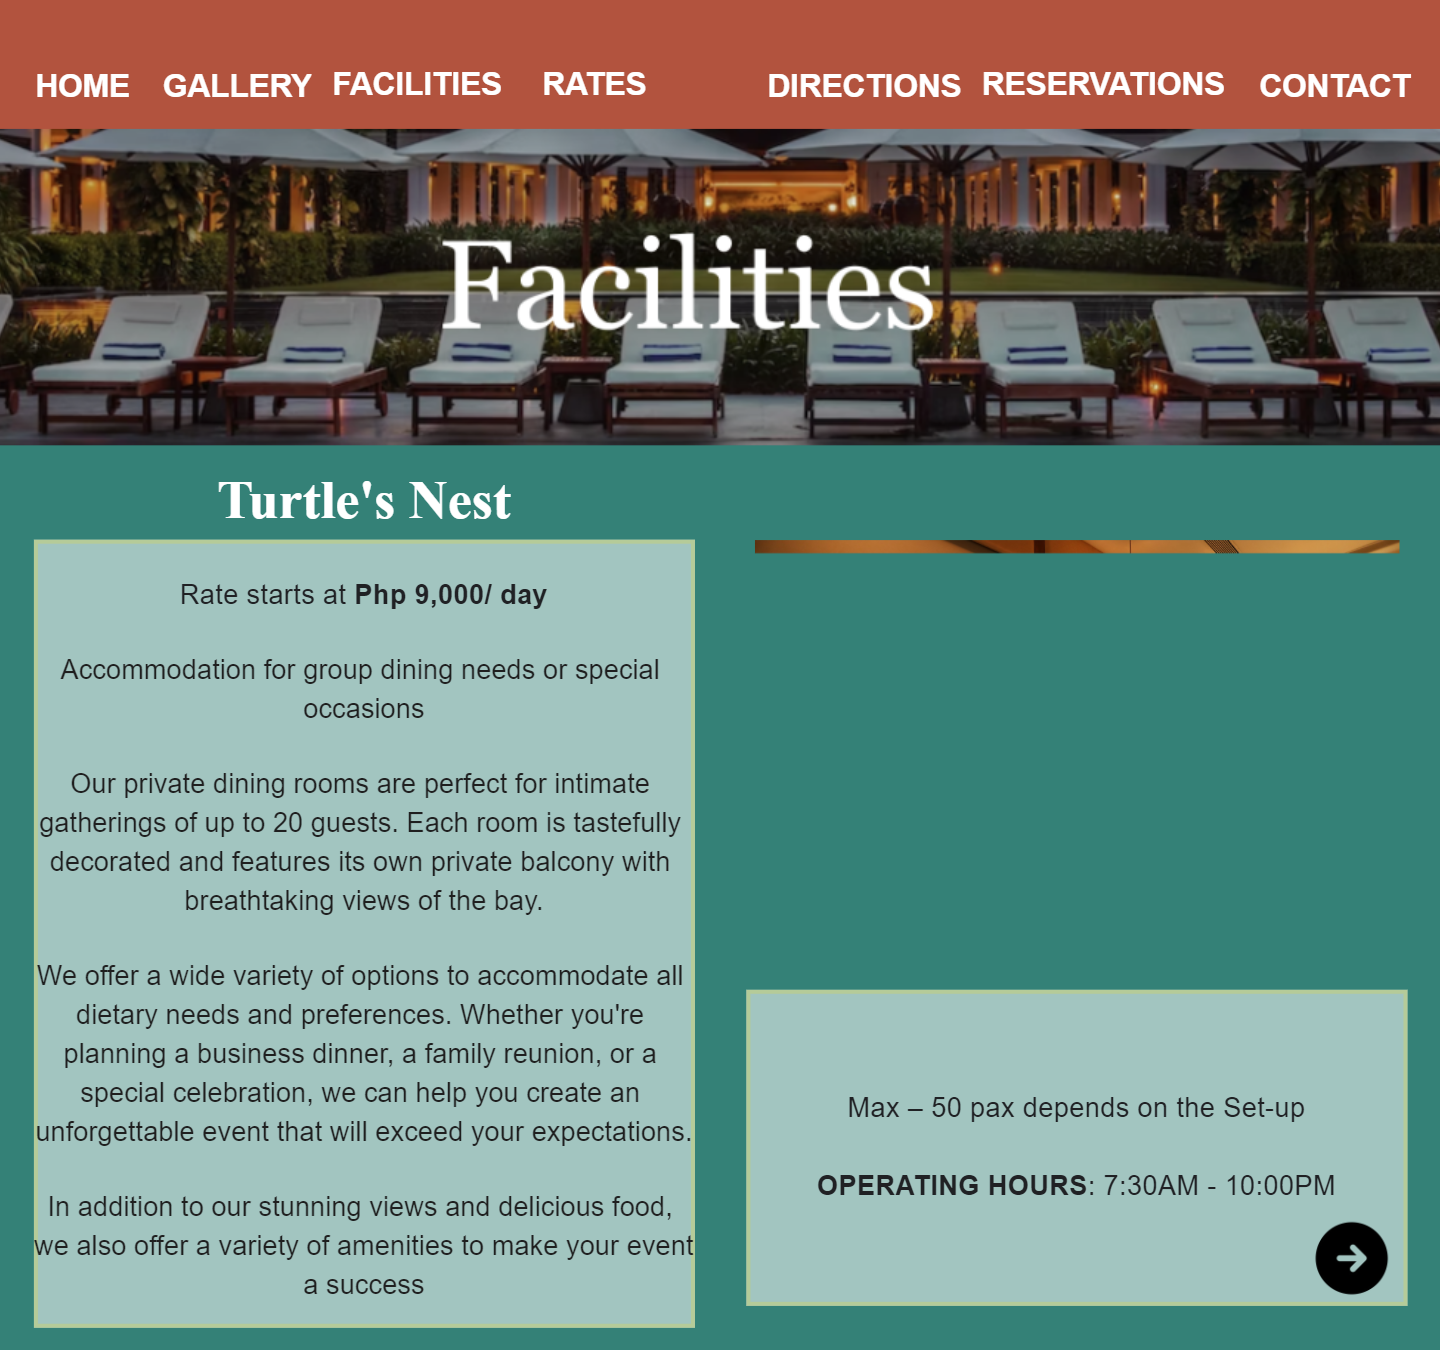 HOME GALLERY FACILITIES RATES DIRECTIONS RESERVATIONS CONTACT
Facilities
Turtle's Nest
Rate starts at Php 9,000/ day
Accommodation for group dining needs or special
occasions
Our private dining rooms are perfect for intimate
gatherings of up to 20 guests. Each room is tastefully
decorated and features its own private balcony with
breathtaking views of the bay.
We offer a wide variety of options to accommodate all
dietary needs and preferences. Whether you're
planning a business dinner, a family reunion, or a
special celebration, we can help you create an
unforgettable event that will exceed your expectations.
In addition to our stunning views and delicious food,
we also offer a variety of amenities to make your event
a success
Max – 50 pax depends on the Set-up
OPERATING HOURS: 7:30AM - 10:00PM